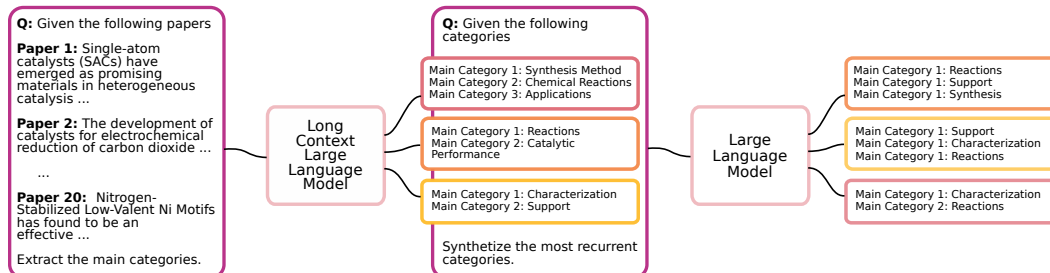 Q: Given the following papers
Paper 1: Single-atom
catalysts (SACs) have
emerged as promising
materials in heterogeneous
catalysis ...
Paper 2: The development of
catalysts for electrochemical
reduction of carbon dioxide ...
...
Paper 20: Nitrogen-
Stabilized Low-Valent Ni Motifs
has found to be an
effective ...
Extract the main categories.
Long
Context
Large
Language
Model
Q: Given the following
categories
Main Category 1: Synthesis Method
Main Category 2: Chemical Reactions
Main Category 3: Applications
Main Category 1: Reactions
Main Category 2: Catalytic
Performance
Main Category 1: Characterization
Main Category 2: Support
Synthetize the most recurrent
categories.
Large
Language
Model
Main Category 1: Reactions
Main Category 1: Support
Main Category 1: Synthesis
Main Category 1: Support
Main Category 1: Characterization
Main Category 1: Reactions
Main Category 1: Characterization
Main Category 2: Reactions